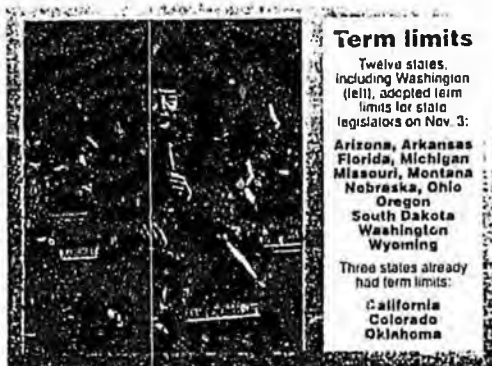 Term limits
Twelve states,
including Washington
(left), adopted term
limits for state
legislators on Nov. 3:
Arizona, Arkansas
Florida, Michigan
Missouri, Montana
Nebraska, Ohio
Oregon
South Dakota
Washington
Wyoming
Three states already
had term limits:
California
Colorado
Oklahoma